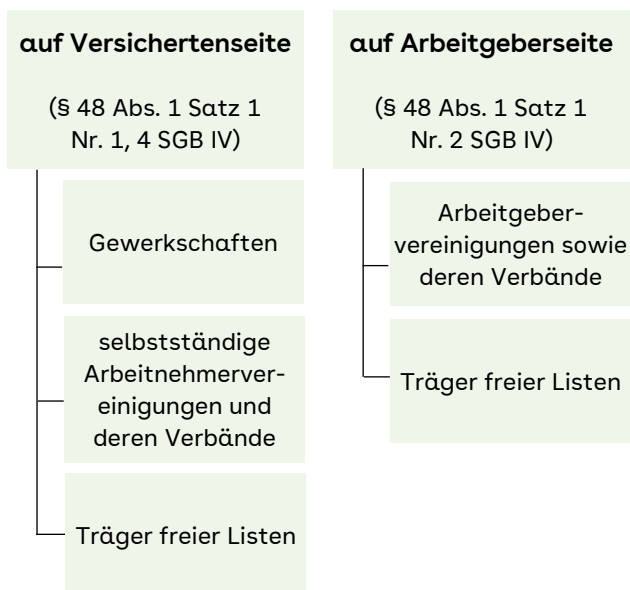 auf Versichertenseite
(§ 48 Abs. 1 Satz 1
Nr. 1, 4 SGB IV)
Gewerkschaften
selbstständige
Arbeitnehmerver-
einigungen und
deren Verbände
Träger freier Listen
auf Arbeitgeberseite
(§ 48 Abs. 1 Satz 1
Nr. 2 SGB IV)
Arbeitgeber-
vereinigungen sowie
deren Verbände
Träger freier Listen